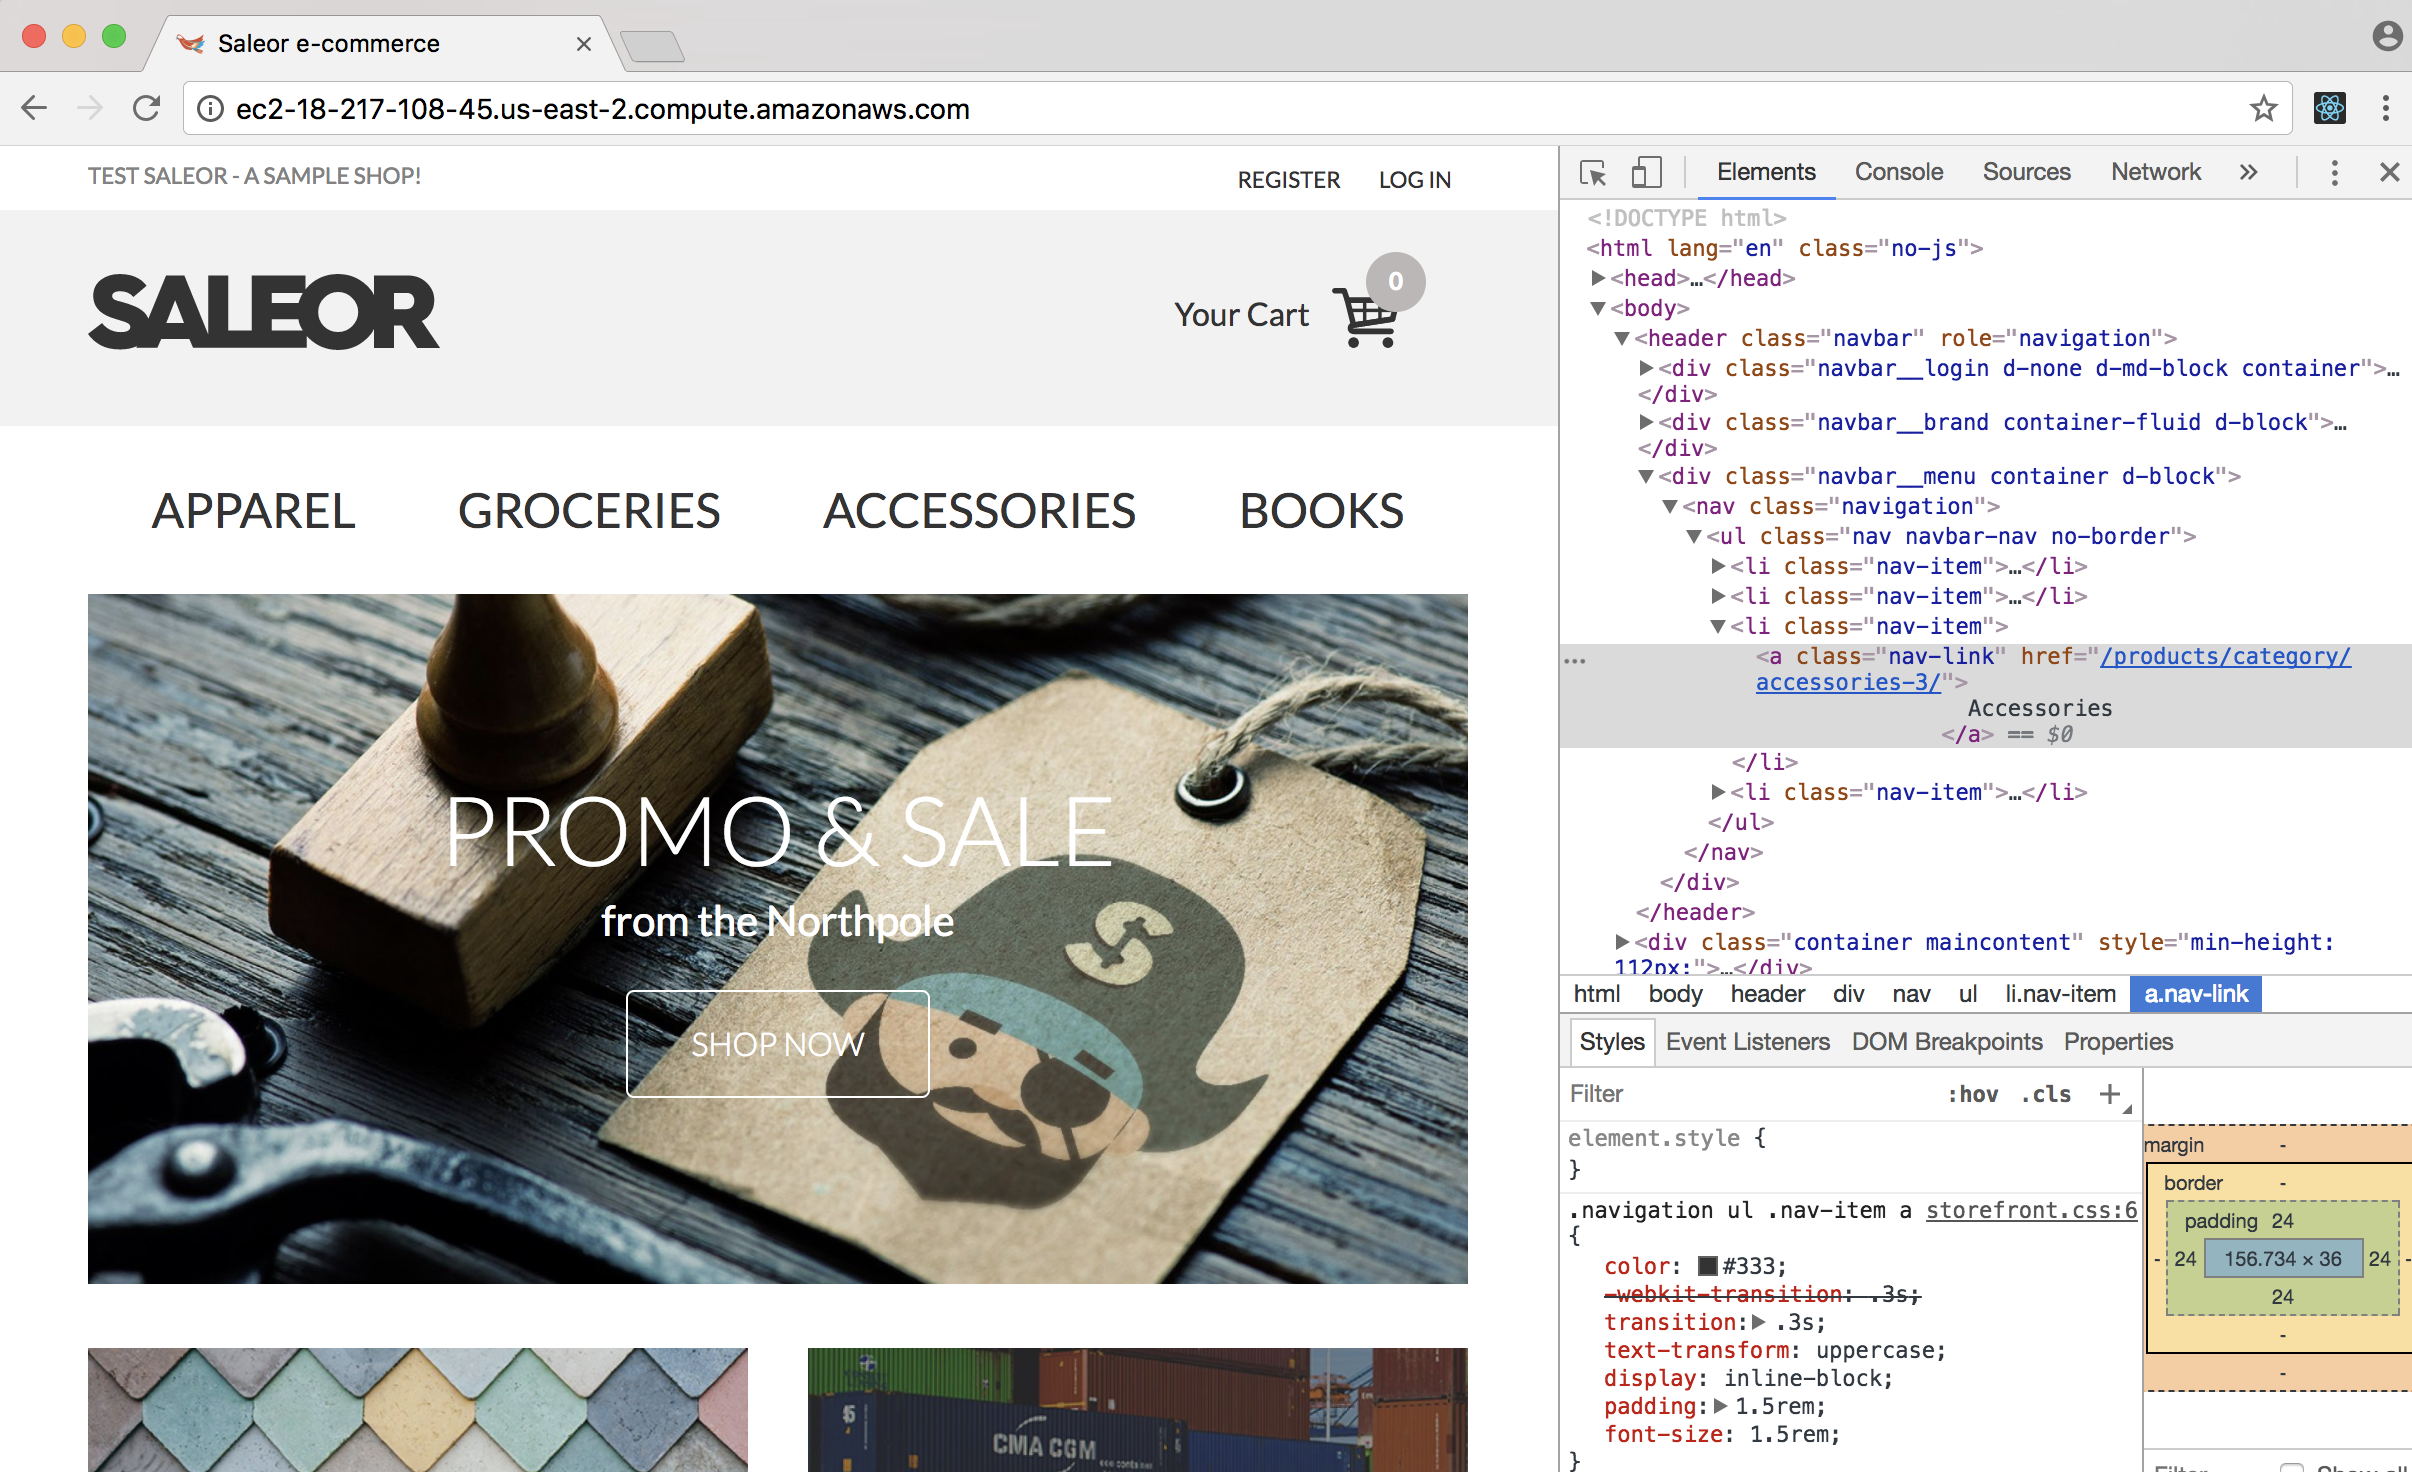 Saleor e-commerce
ec2-18-217-108-45.us-east-2.compute.amazonaws.com
TEST SALEOR - A SAMPLE SHOP!
REGISTER LOG IN
SALEOR
Your Cart 0
APPAREL GROCERIES ACCESSORIES BOOKS
PROMO & SALE
from the Northpole
SHOP NOW
CMA CGM
Elements Console Sources Network »
<!DOCTYPE html>
<html lang="en" class="no-js">
▶<head>…</head>
▼<body>
▼<header class="navbar" role="navigation">
▶<div class="navbar__login d-none d-md-block container">…
</div>
▶<div class="navbar__brand container-fluid d-block">…
</div>
▼<div class="navbar__menu container d-block">
▼<nav class="navigation">
▼<ul class="nav navbar-nav no-border">
▶<li class="nav-item">…</li>
▶<li class="nav-item">…</li>
▼<li class="nav-item">
… <a class="nav-link" href="/products/category/
accessories-3/">
Accessories
</a> == $0
</li>
▶<li class="nav-item">…</li>
</ul>
</nav>
</div>
</header>
▶<div class="container maincontent" style="min-height:
112px;">…</div>
html body header div nav ul li.nav-item a.nav-link
Styles Event Listeners DOM Breakpoints Properties
Filter :hov .cls +
element.style {
}
.navigation ul .nav-item a storefront.css:6
{
color: #333;
-webkit-transition: .3s;
transition:▶ .3s;
text-transform: uppercase;
display: inline-block;
padding:▶ 1.5rem;
font-size: 1.5rem;
}
margin -
border -
padding 24
- 24 156.734 × 36 24 -
24
-
-
Filter